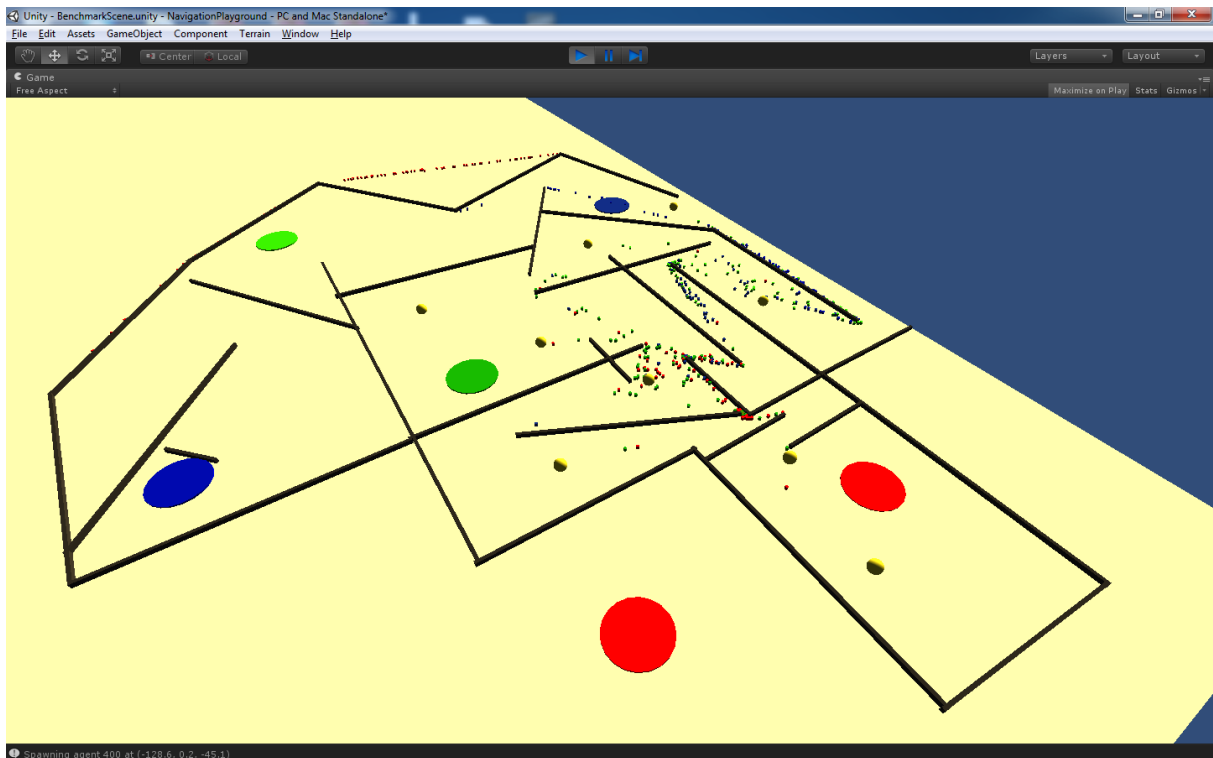 Unity - BenchmarkScene.unity - NavigationPlayground - PC and Mac Standalone*
File Edit Assets GameObject Component Terrain Window Help
Center Local Layers Layout
Game
Free Aspect Maximize on Play Stats Gizmos
Spawning agent 400 at (-128.6, 0.2, -45.1)